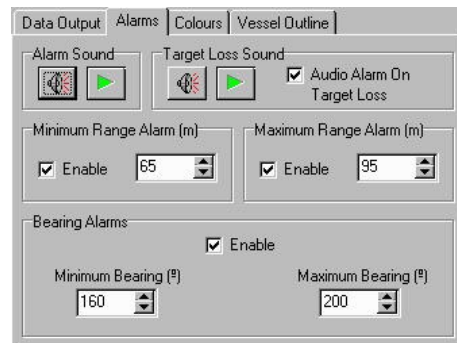 Data Output Alarms Colours Vessel Outline
Alarm Sound Target Loss Sound
Audio Alarm On
Target Loss
Minimum Range Alarm (m) Maximum Range Alarm (m)
Enable 65 Enable 95
Bearing Alarms
Enable
Minimum Bearing (º) Maximum Bearing (º)
160 200